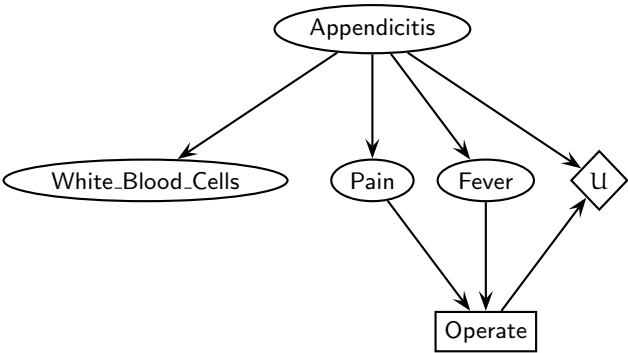 Appendicitis
White_Blood_Cells
Pain
Fever
U
Operate